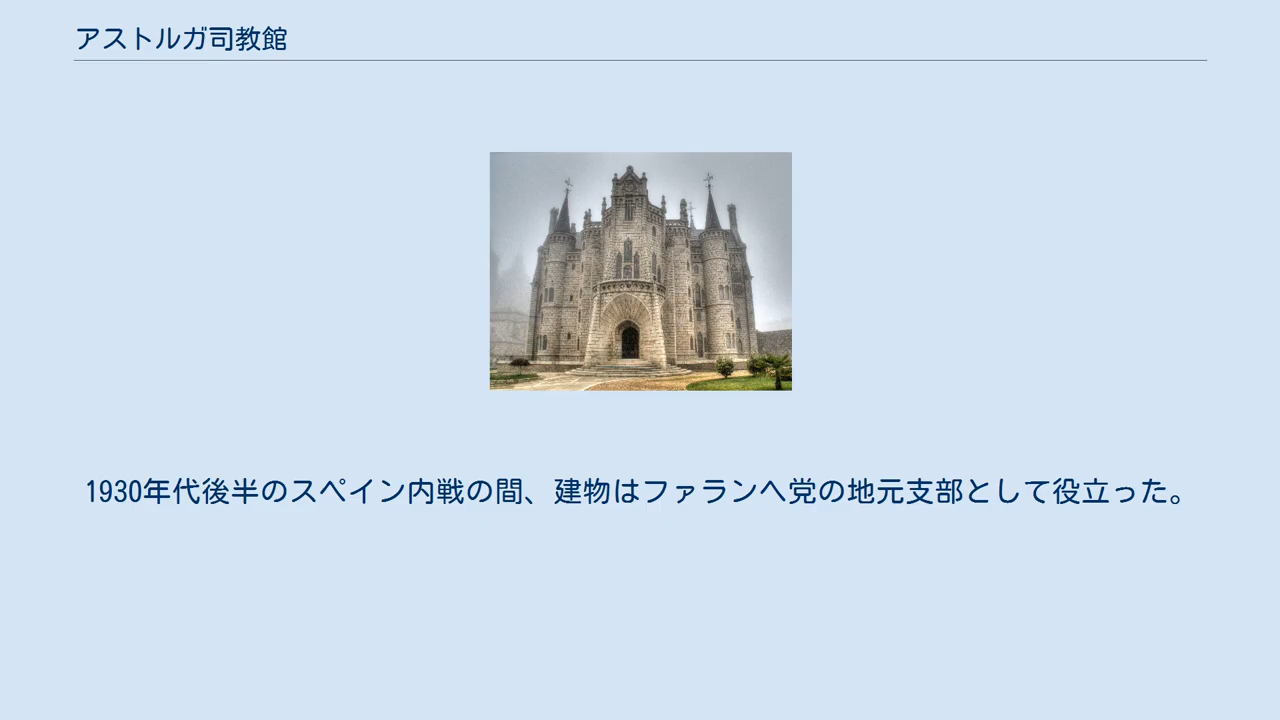 アストルガ司教館
1930年代後半のスペイン内戦の間、建物はファランヘ党の地元支部として役立った。